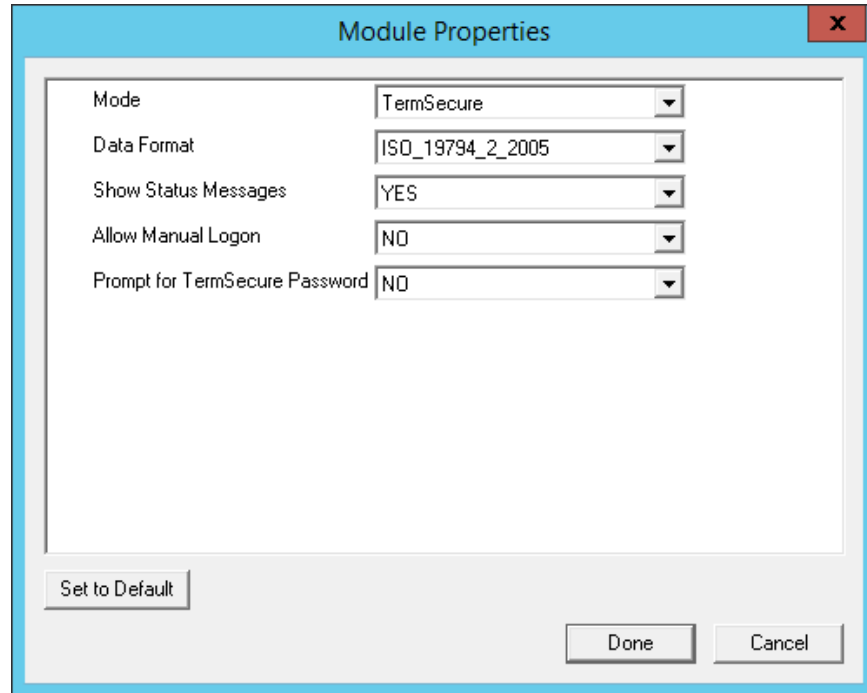 Module Properties
x
Mode TermSecure
Data Format ISO_19794_2_2005
Show Status Messages YES
Allow Manual Logon NO
Prompt for TermSecure Password NO
Set to Default
Done Cancel